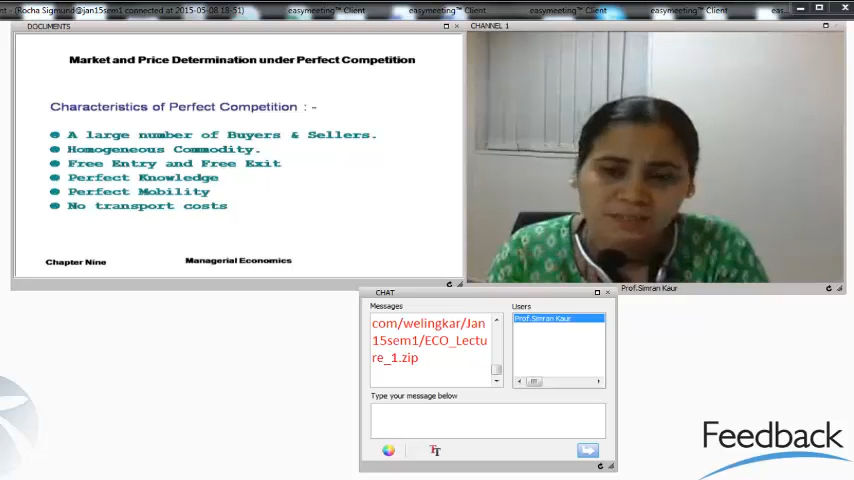 nt - (Rocha Sigmund@jan15sem1 connected at 2015-05-08 18-51)
easymeeting™ Client
easymeeting™ Client
easymeeting™ Client
easymeeting™ Client
DOCUMENTS
CHANNEL 1
Market and Price Determination under Perfect Competition
Characteristics of Perfect Competition : -
A large number of Buyers & Sellers.
Homogeneous Commodity.
Free Entry and Free Exit
Perfect Knowledge
Perfect Mobility
No transport costs
Chapter Nine
Managerial Economics
Prof.Simran Kaur
CHAT
Messages
Users
com/welingkar/Jan
15sem1/ECO_Lectu
re_1.zip
Prof.Simran Kaur
Type your message below
Feedback